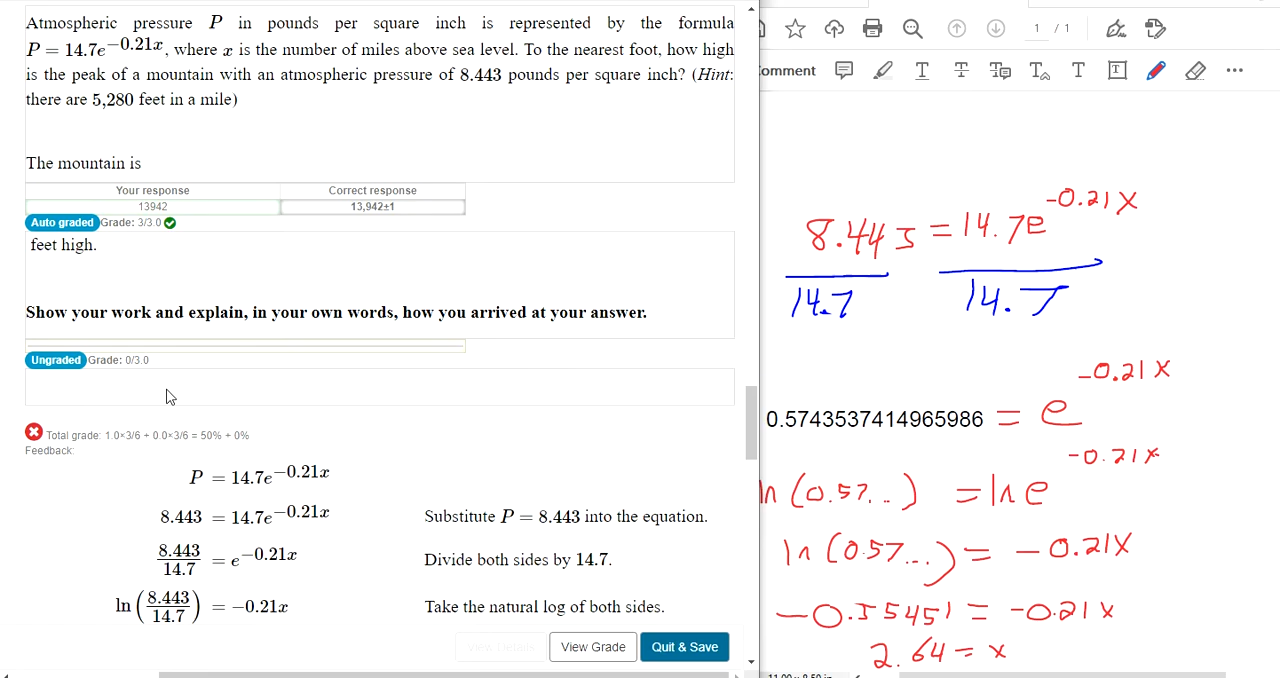 Atmospheric pressure P in pounds per square inch is represented by the formula
P = 14.7e^−0.21x, where x is the number of miles above sea level. To the nearest foot, how high
is the peak of a mountain with an atmospheric pressure of 8.443 pounds per square inch? (Hint:
there are 5,280 feet in a mile)
The mountain is
Your response Correct response
13942 13,942±1
Auto graded Grade: 3/3.0
feet high.
Show your work and explain, in your own words, how you arrived at your answer.
Ungraded Grade: 0/3.0
Total grade: 1.0×3/6 + 0.0×3/6 = 50% + 0%
Feedback:
P = 14.7e^−0.21x
8.443 = 14.7e^−0.21x Substitute P = 8.443 into the equation.
8.443/14.7 = e^−0.21x Divide both sides by 14.7.
ln(8.443/14.7) = −0.21x Take the natural log of both sides.
View Details View Grade Quit & Save
1 / 1
omment
8.443 = 14.7e^-0.21x
14.7 14.7
0.5743537414965986 = e^-0.21x
ln(0.57...) = ln e^-0.21x
ln(0.57...) = -0.21x
-0.55451 = -0.21x
2.64 = x